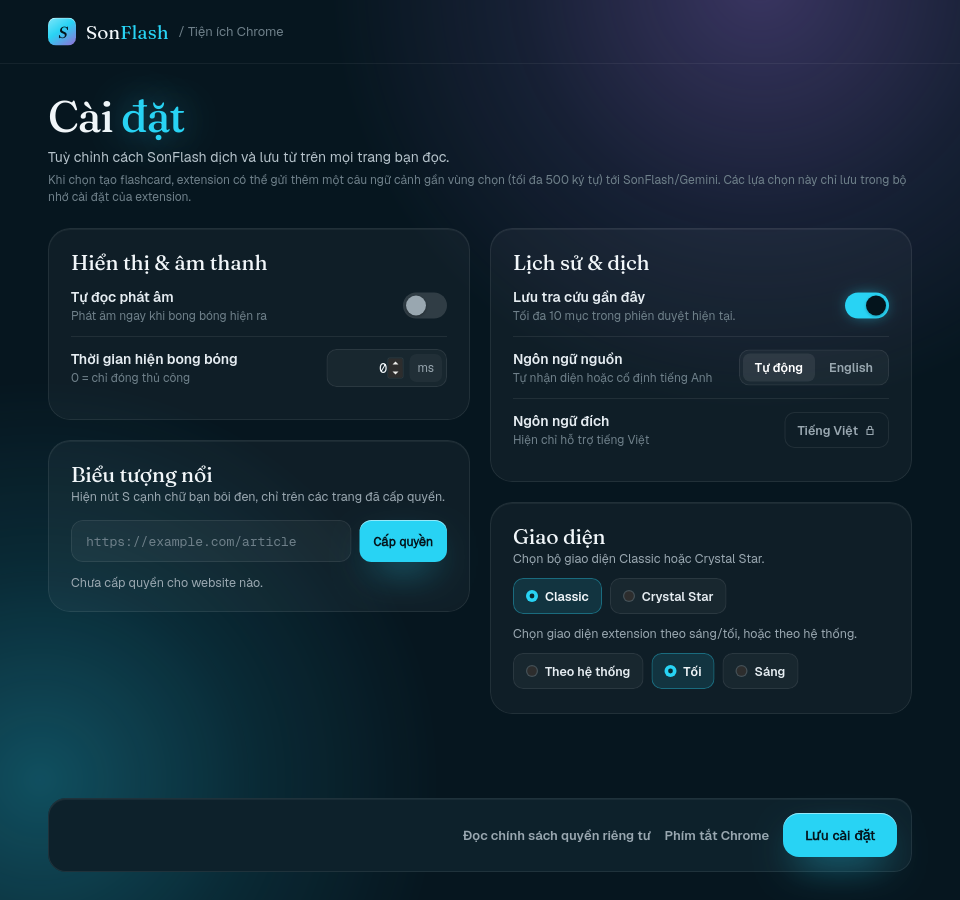 S SonFlash / Tiện ích Chrome
Cài đặt
Tuỳ chỉnh cách SonFlash dịch và lưu từ trên mọi trang bạn đọc.
Khi chọn tạo flashcard, extension có thể gửi thêm một câu ngữ cảnh gần vùng chọn (tối đa 500 ký tự) tới SonFlash/Gemini. Các lựa chọn này chỉ lưu trong bộ
nhớ cài đặt của extension.
Hiển thị & âm thanh
Tự đọc phát âm
Phát âm ngay khi bong bóng hiện ra
Thời gian hiện bong bóng
0 = chỉ đóng thủ công
0 ms
Biểu tượng nổi
Hiện nút S cạnh chữ bạn bôi đen, chỉ trên các trang đã cấp quyền.
https://example.com/article
Cấp quyền
Chưa cấp quyền cho website nào.
Lịch sử & dịch
Lưu tra cứu gần đây
Tối đa 10 mục trong phiên duyệt hiện tại.
Ngôn ngữ nguồn
Tự nhận diện hoặc cố định tiếng Anh
Tự động English
Ngôn ngữ đích
Hiện chỉ hỗ trợ tiếng Việt
Tiếng Việt
Giao diện
Chọn bộ giao diện Classic hoặc Crystal Star.
Classic Crystal Star
Chọn giao diện extension theo sáng/tối, hoặc theo hệ thống.
Theo hệ thống Tối Sáng
Đọc chính sách quyền riêng tư Phím tắt Chrome Lưu cài đặt